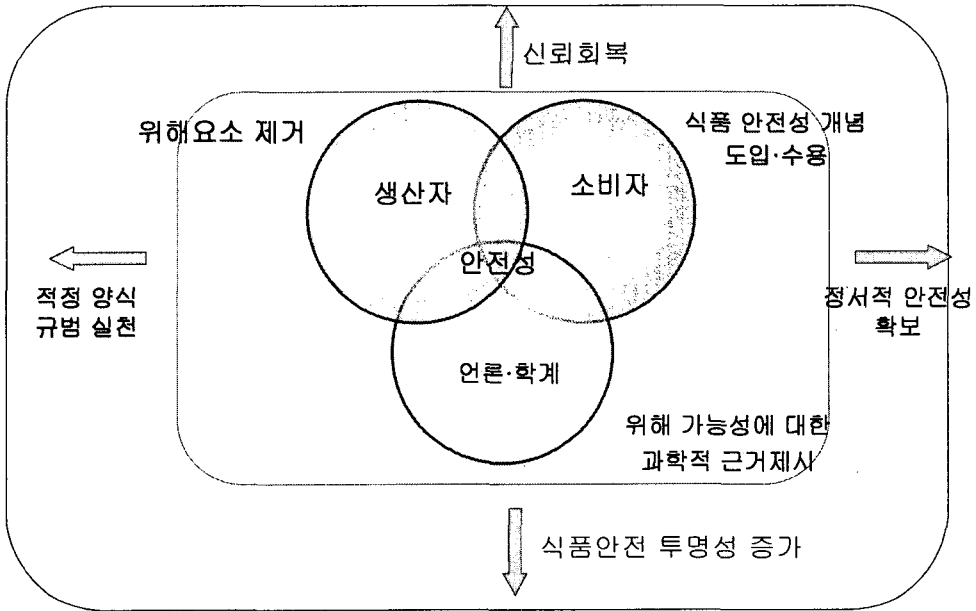 신뢰회복
위해요소 제거
식품 안전성 개념
도입·수용
생산자
소비자
안전성
적정 양식
규범 실천
정서적 안전성
확보
언론·학계
위해 가능성에 대한
과학적 근거제시
식품안전 투명성 증가